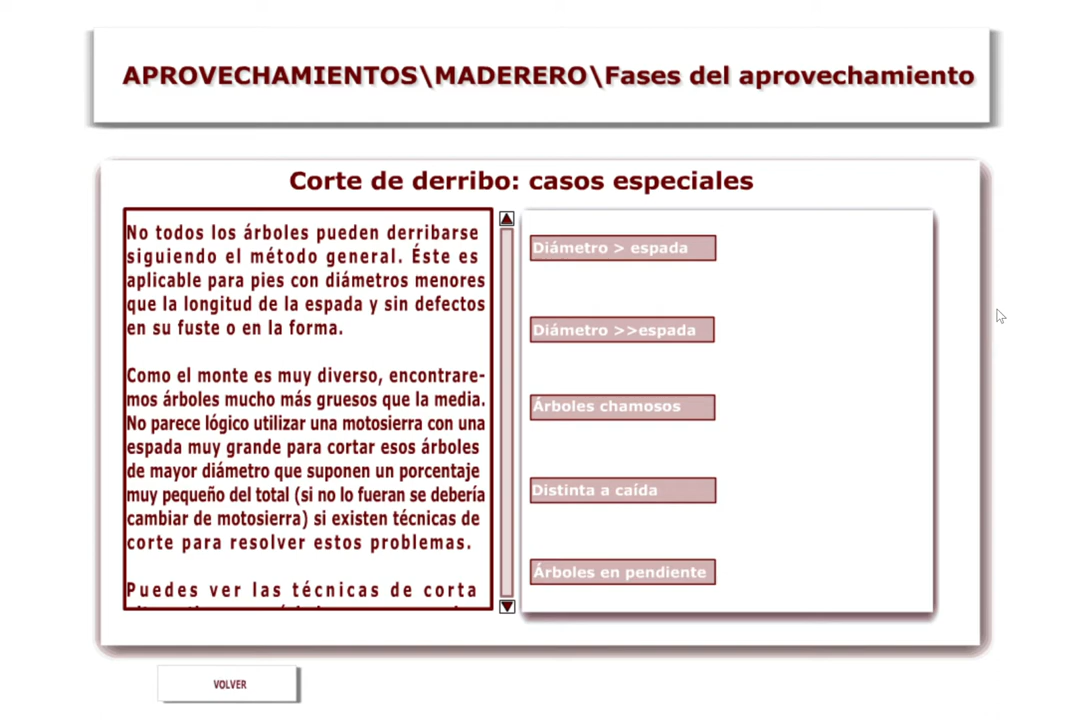 APROVECHAMIENTOS\MADERERO\Fases del aprovechamiento
Corte de derribo: casos especiales
No todos los árboles pueden derribarse
siguiendo el método general. Éste es
aplicable para pies con diámetros menores
que la longitud de la espada y sin defectos
en su fuste o en la forma.
Como el monte es muy diverso, encontrare-
mos árboles mucho más gruesos que la media.
No parece lógico utilizar una motosierra con una
espada muy grande para cortar esos árboles
de mayor diámetro que suponen un porcentaje
muy pequeño del total (si no lo fueran se debería
cambiar de motosierra) si existen técnicas de
corte para resolver estos problemas.
Puedes ver las técnicas de corta
Diámetro > espada
Diámetro >>espada
Árboles chamosos
Distinta a caída
Árboles en pendiente
VOLVER